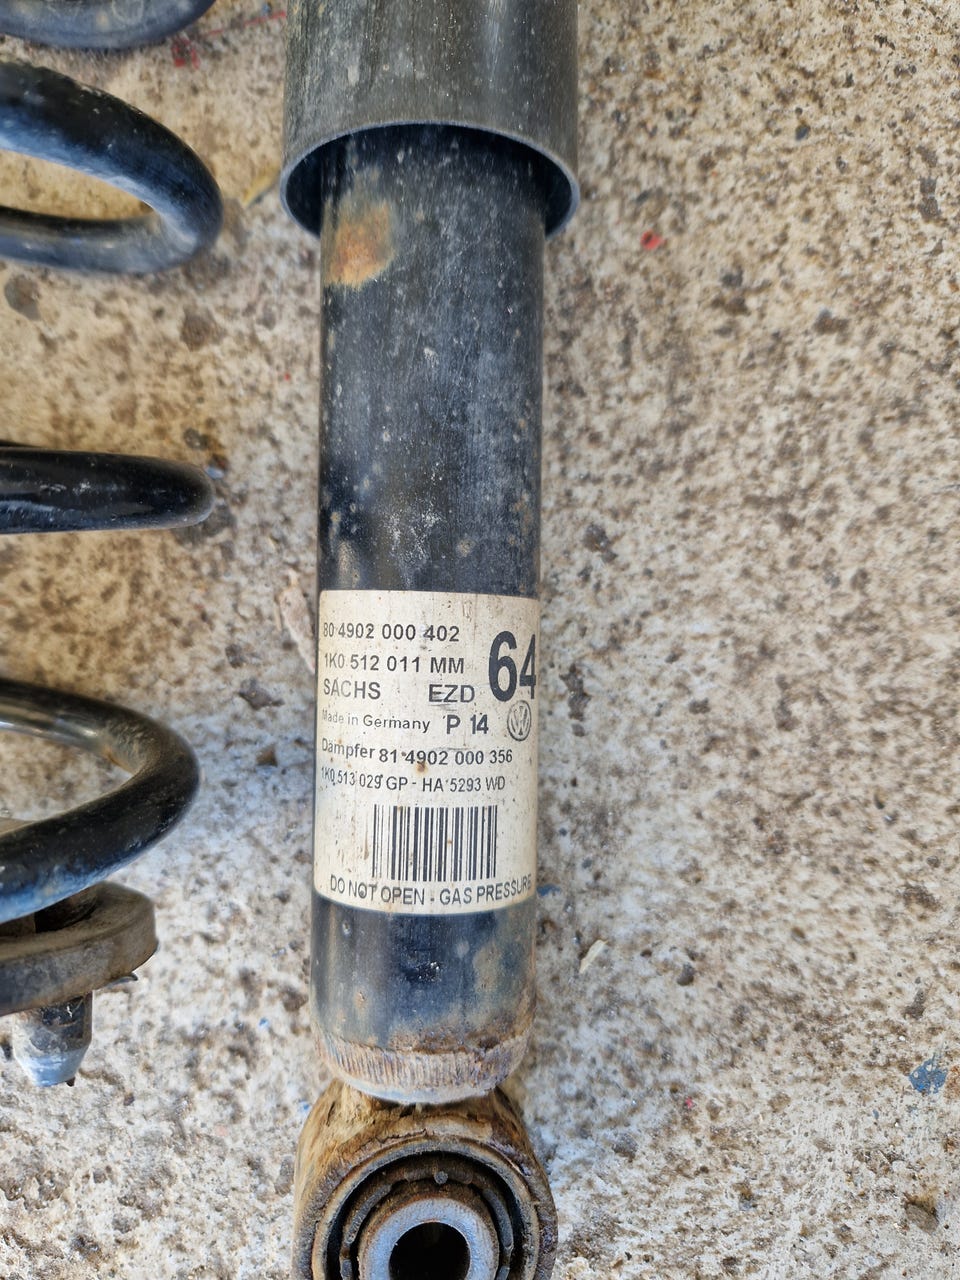 80 4902 000 402
1K0 512 011 MM
64
SACHS EZD
Made in Germany P 14
Dämpfer 81 4902 000 356
1K0 513 029 GP - HA 5293 WD
DO NOT OPEN - GAS PRESSURE